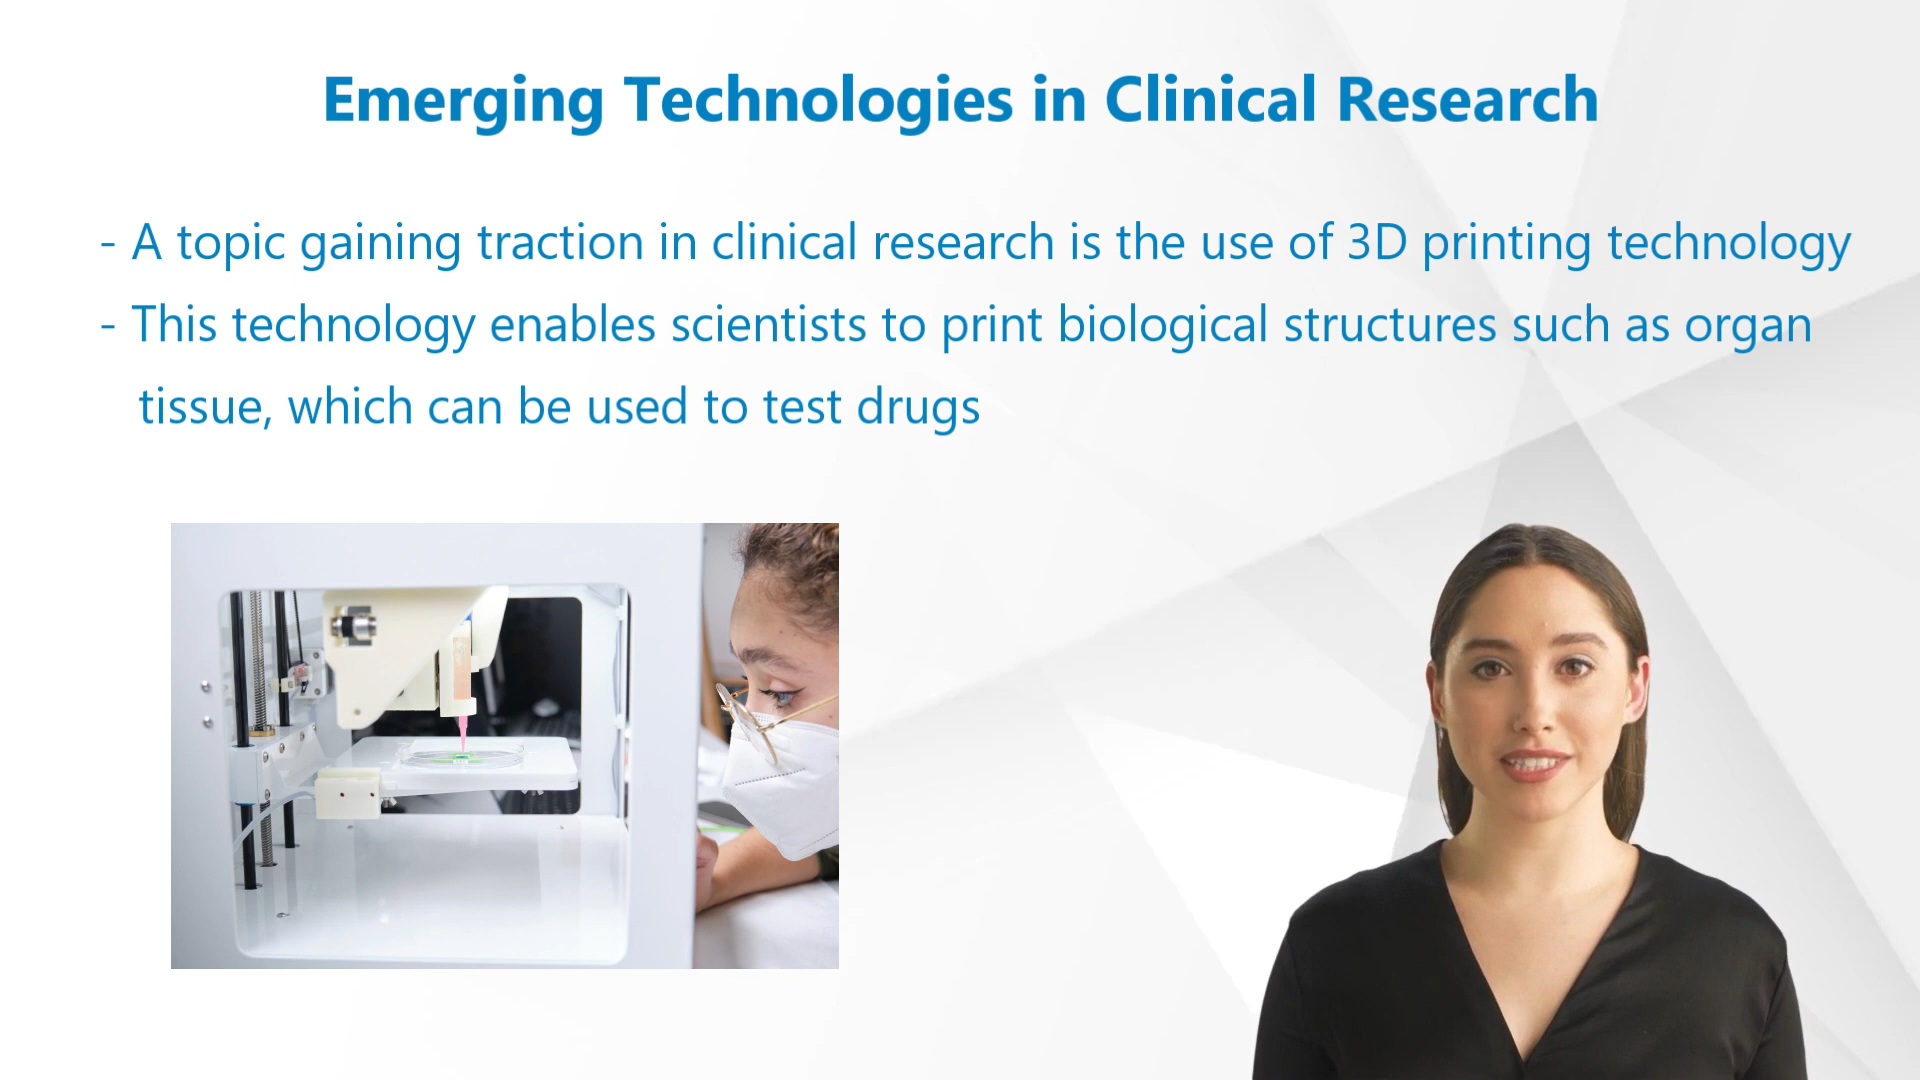 Emerging Technologies in Clinical Research
- A topic gaining traction in clinical research is the use of 3D printing technology
- This technology enables scientists to print biological structures such as organ
tissue, which can be used to test drugs